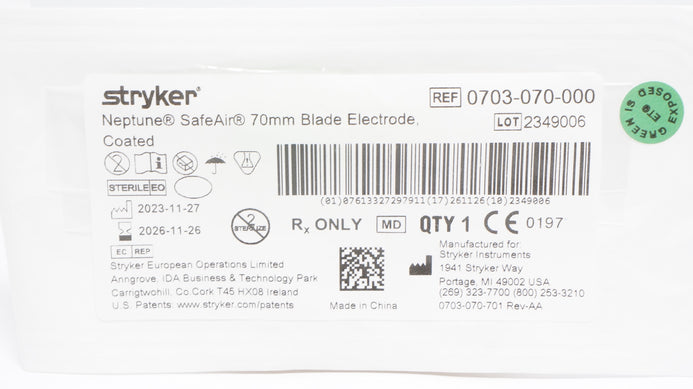 stryker®
REF 0703-070-000
Neptune® SafeAir® 70mm Blade Electrode,
Coated
LOT 2349006
GREEN IS EXPOSED ETO
2
STERILE EO
(01)07613327297911(17)261126(10)2349006
2023-11-27
2026-11-26
2 STERILIZE
Rx ONLY MD QTY 1 CE 0197
EC REP
Stryker European Operations Limited
Anngrove, IDA Business & Technology Park
Carrigtwohill, Co Cork T45 HX08 Ireland
U.S. Patents: www.stryker.com/patents
Made in China
Manufactured for:
Stryker Instruments
1941 Stryker Way
Portage, MI 49002 USA
(269) 323-7700 (800) 253-3210
0703-070-701 Rev-AA